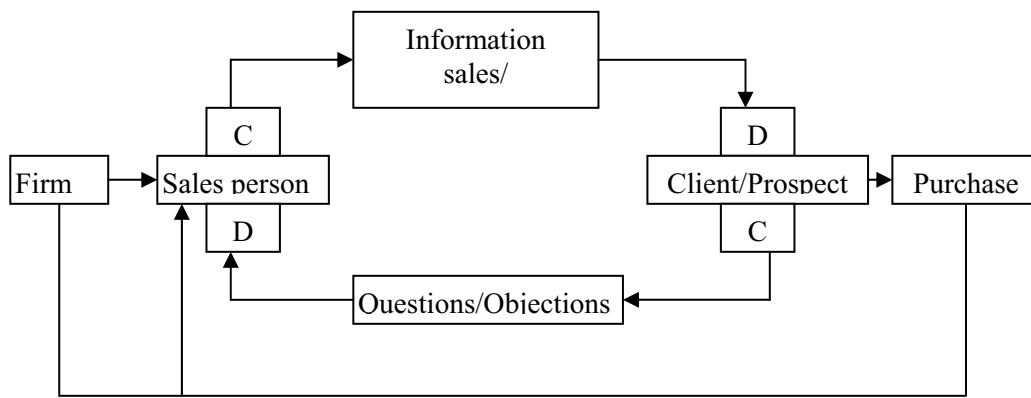 Information
sales/
C
D
Firm
Sales person
Client/Prospect
Purchase
D
C
Questions/Objections